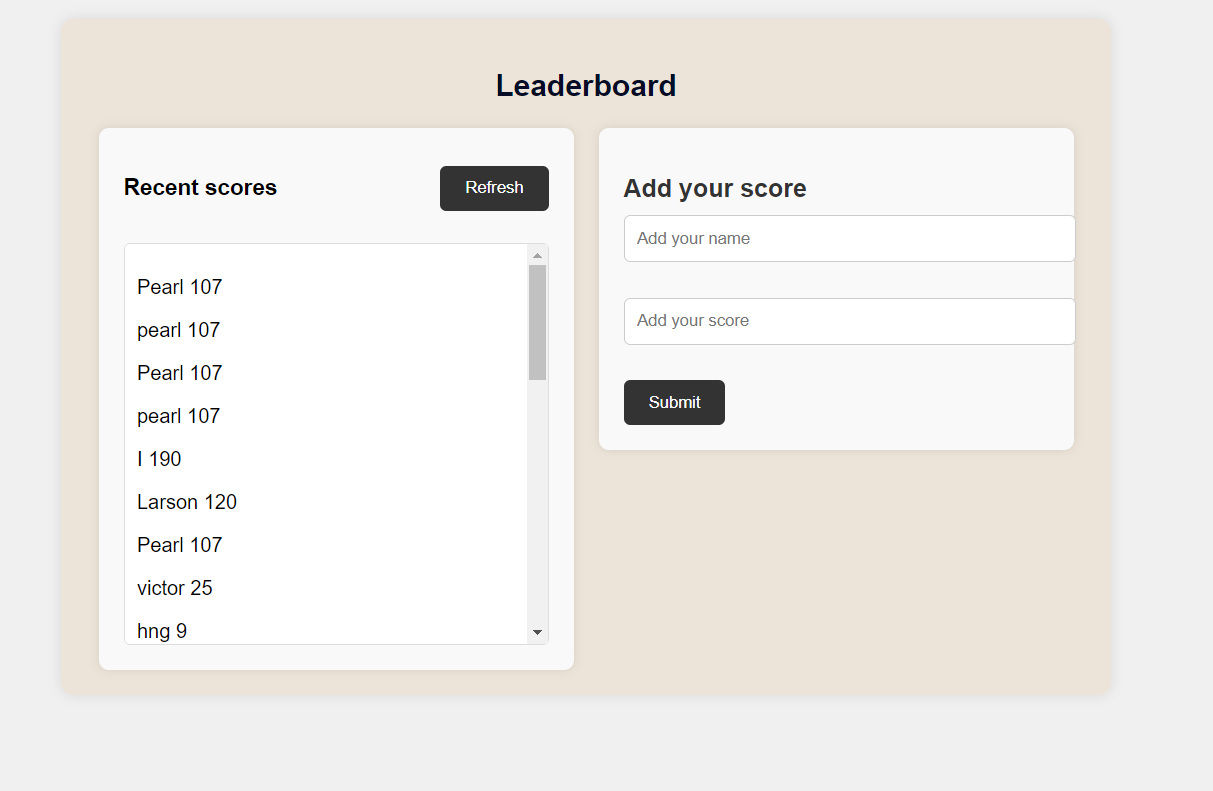 Leaderboard
Recent scores
Refresh
Pearl 107
pearl 107
Pearl 107
pearl 107
I 190
Larson 120
Pearl 107
victor 25
hng 9
Add your score
Add your name
Add your score
Submit